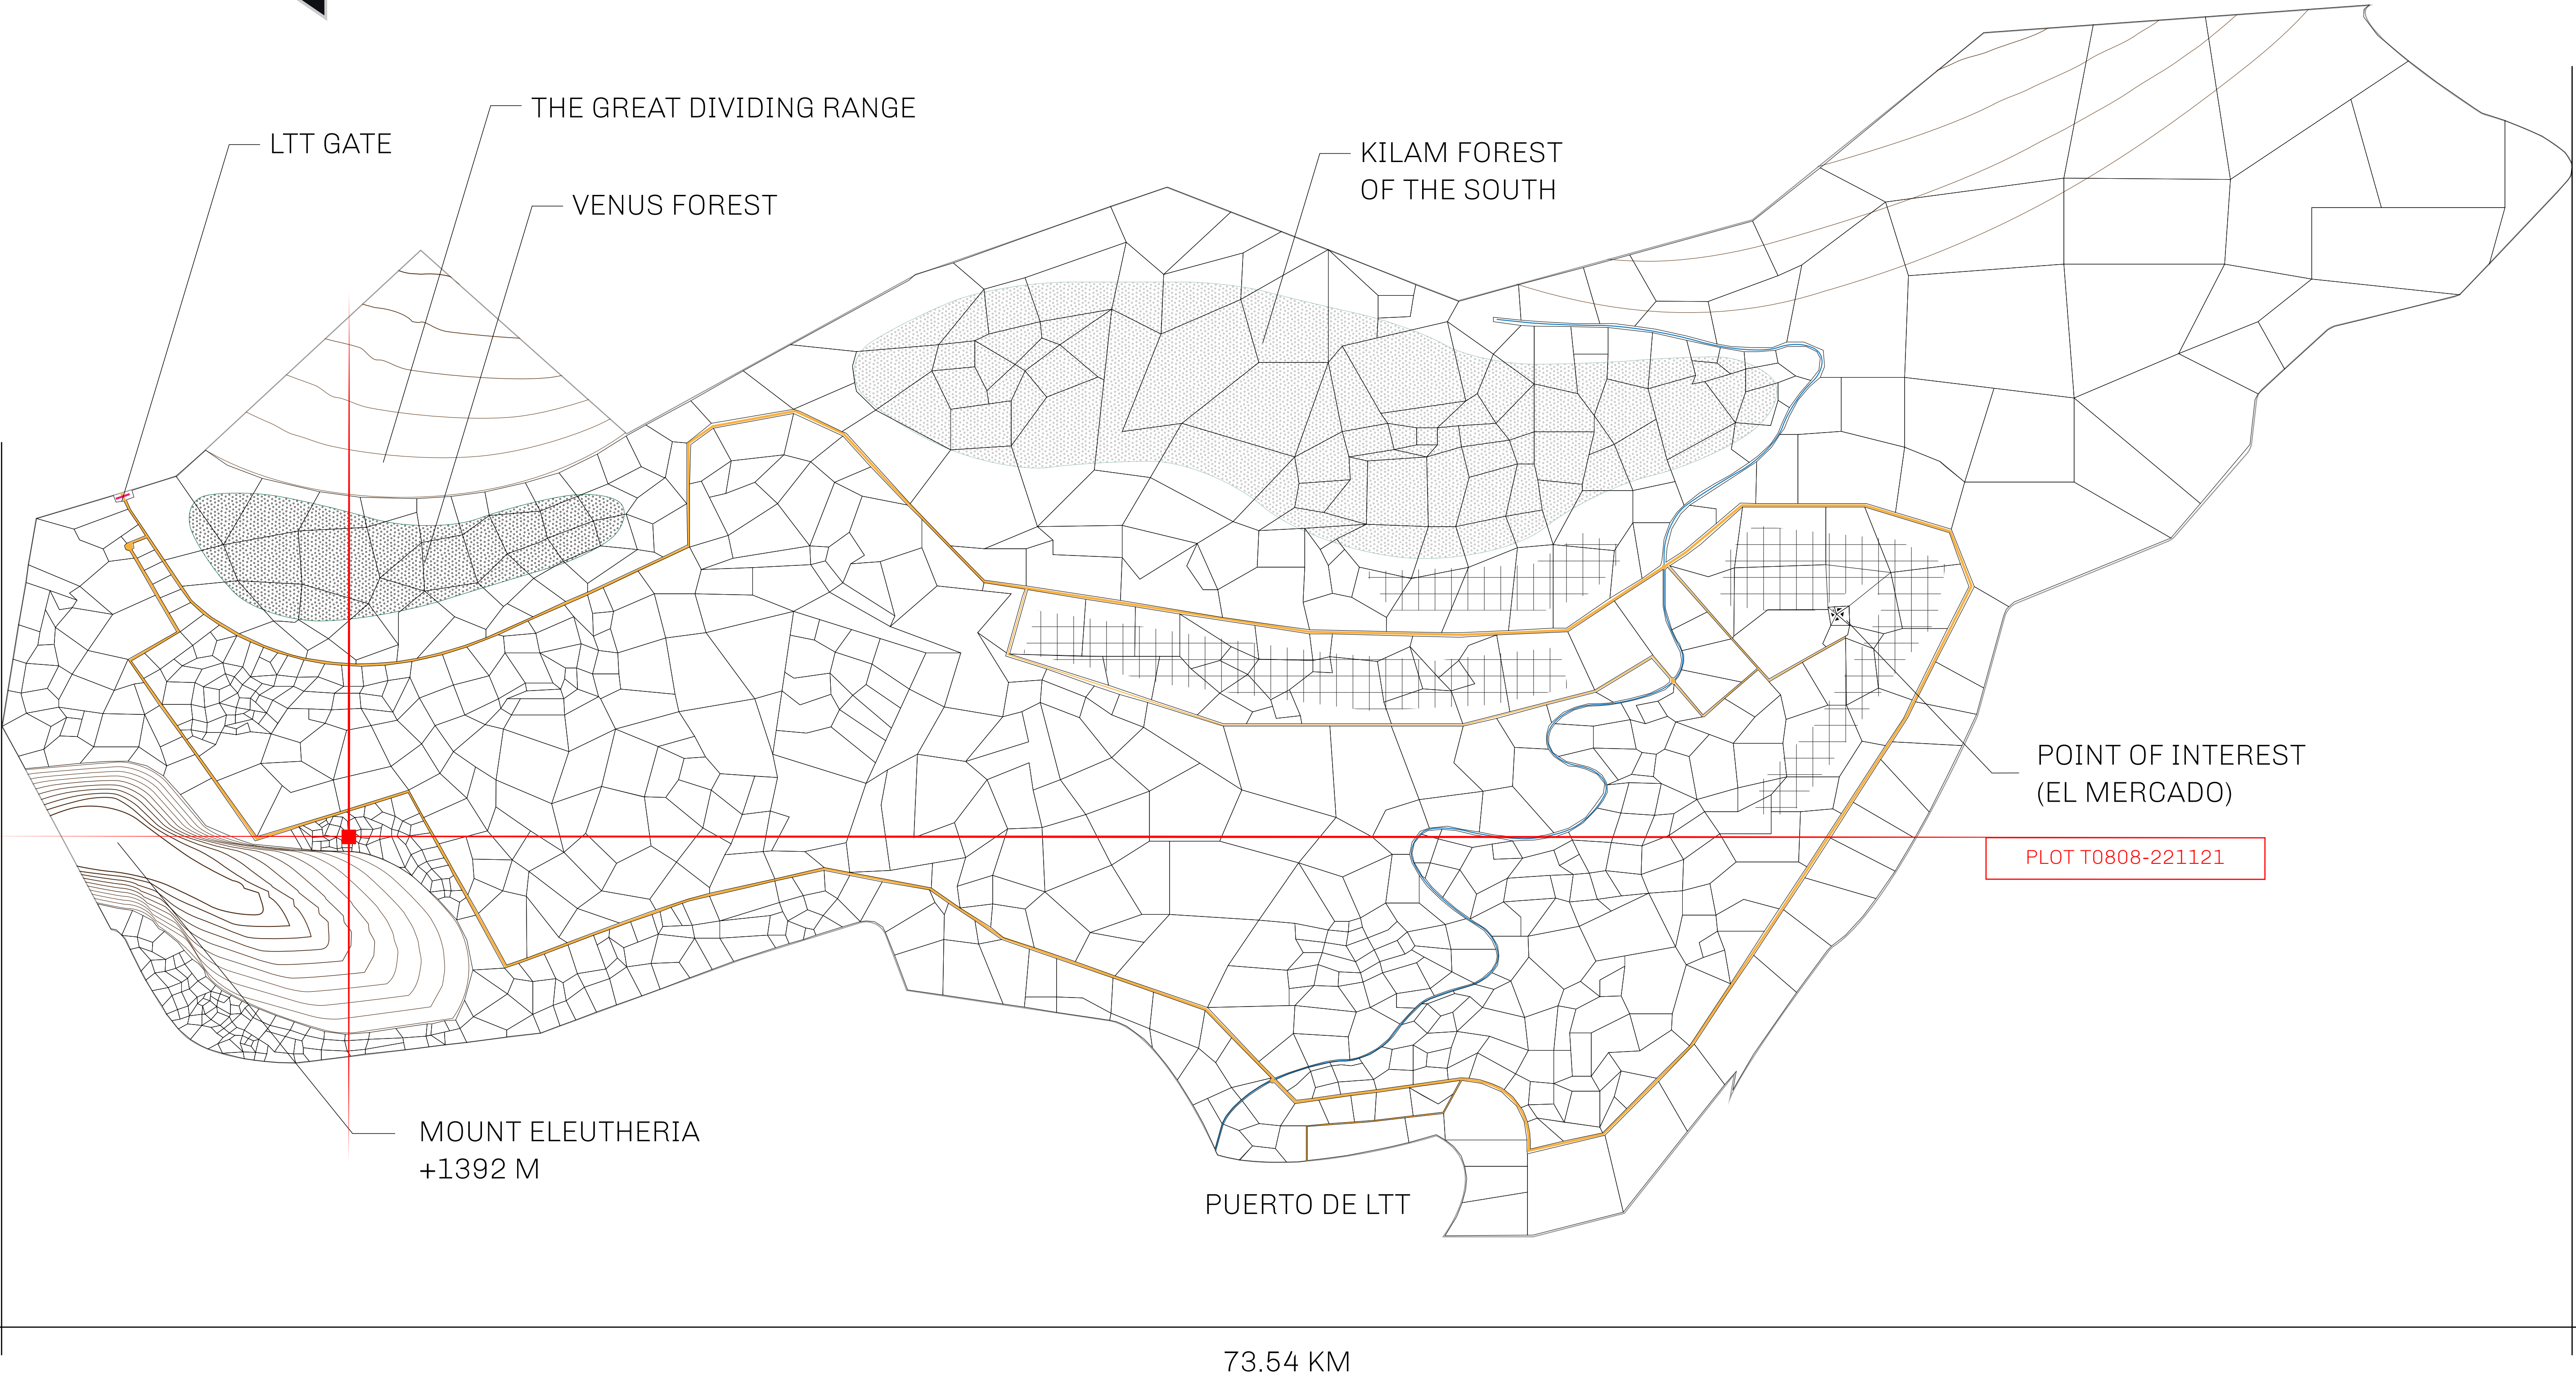 THE GREAT DIVIDING RANGE
LTT GATE
VENUS FOREST
KILAM FOREST
OF THE SOUTH
POINT OF INTEREST
(EL MERCADO)
PLOT T0808-221121
MOUNT ELEUTHERIA
+1392 M
PUERTO DE LTT
73.54 KM